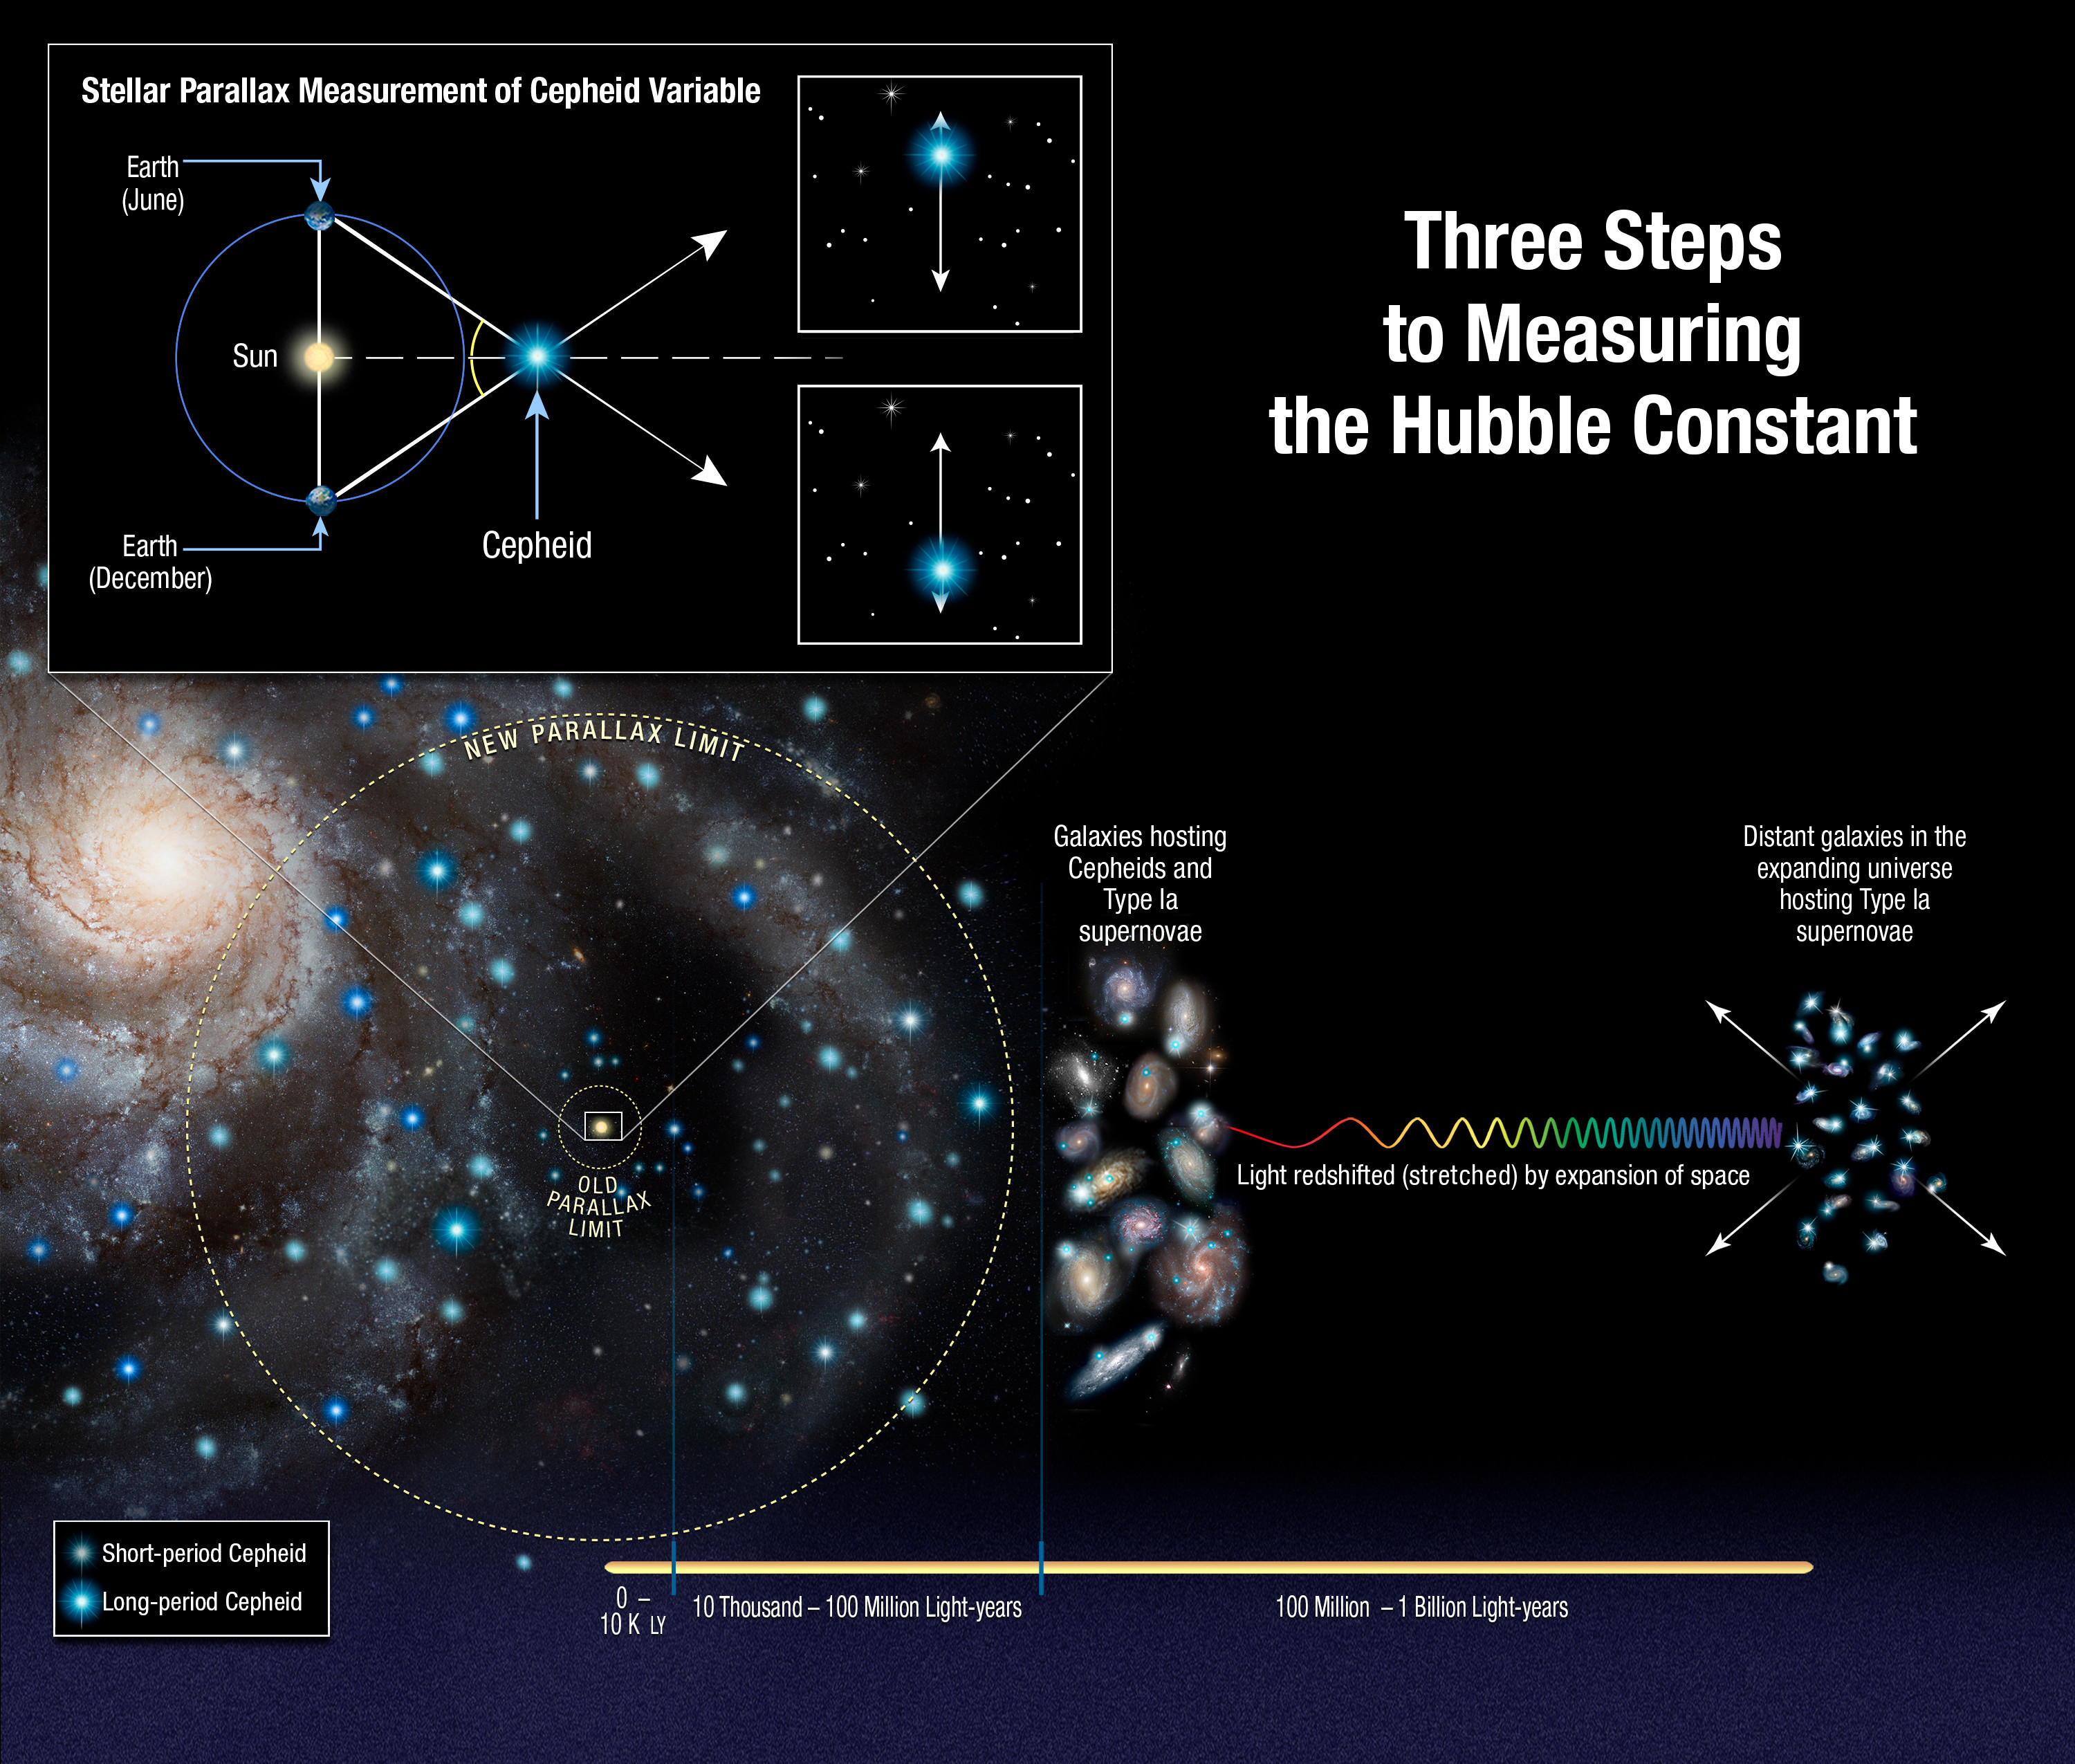 Stellar Parallax Measurement of Cepheid Variable
Earth
(June)
Sun
Earth
(December)
Cepheid
Three Steps
to Measuring
the Hubble Constant
NEW PARALLAX LIMIT
OLD
PARALLAX
LIMIT
Galaxies hosting
Cepheids and
Type Ia
supernovae
Distant galaxies in the
expanding universe
hosting Type Ia
supernovae
Light redshifted (stretched) by expansion of space
Short-period Cepheid
Long-period Cepheid
0 –
10 K LY
10 Thousand – 100 Million Light-years
100 Million – 1 Billion Light-years